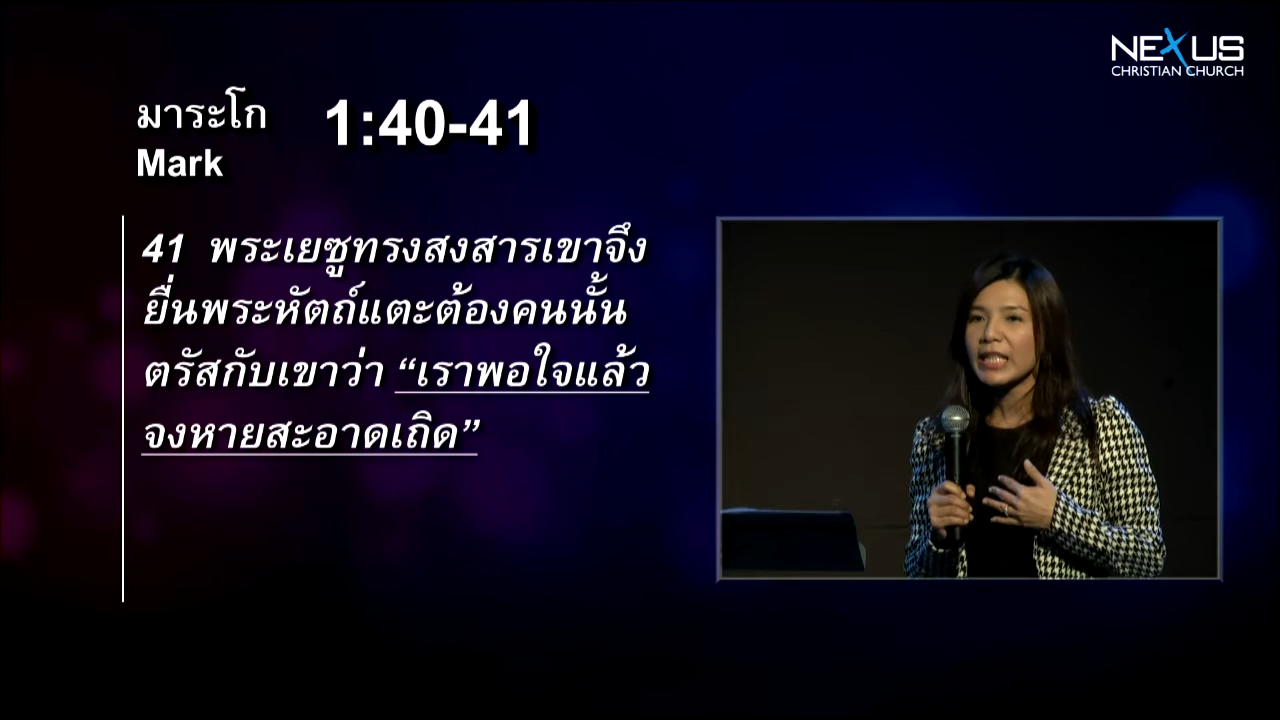 NEXUS
CHRISTIAN CHURCH
มาระโก 1:40-41
Mark
41 พระเยซูทรงสงสารเขาจึง
ยื่นพระหัตถ์แตะต้องคนนั้น
ตรัสกับเขาว่า “เราพอใจแล้ว
จงหายสะอาดเถิด”